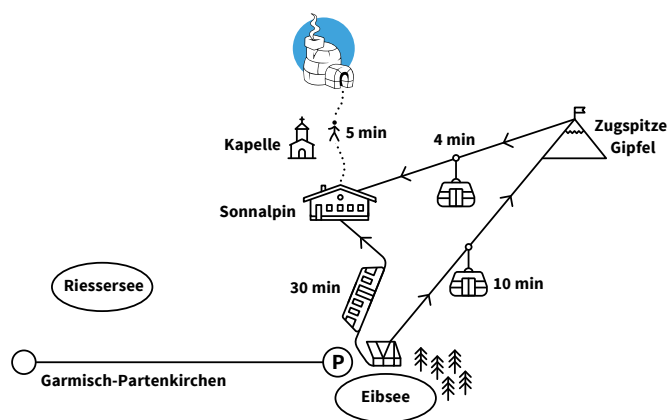 Kapelle
5 min
4 min
Zugspitze
Gipfel
Sonnalpin
Riessersee
30 min
10 min
P
Garmisch-Partenkirchen
Eibsee